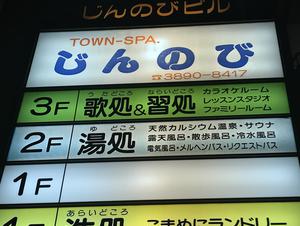 じんのびビル
TOWN-SPA.
じんのび
☎3890-8417
3F
うたどころ
歌処&
ならいどころ
習処
カラオケルーム
レッスンスタジオ
ファミリールーム
2F
ゆどころ
湯処
天然カルシウム温泉・サウナ
露天風呂・散歩風呂・冷水風呂
電気風呂・メルヘンバス・リクエストバス
1F
あらいどころ
洗処
こまめにランドリー